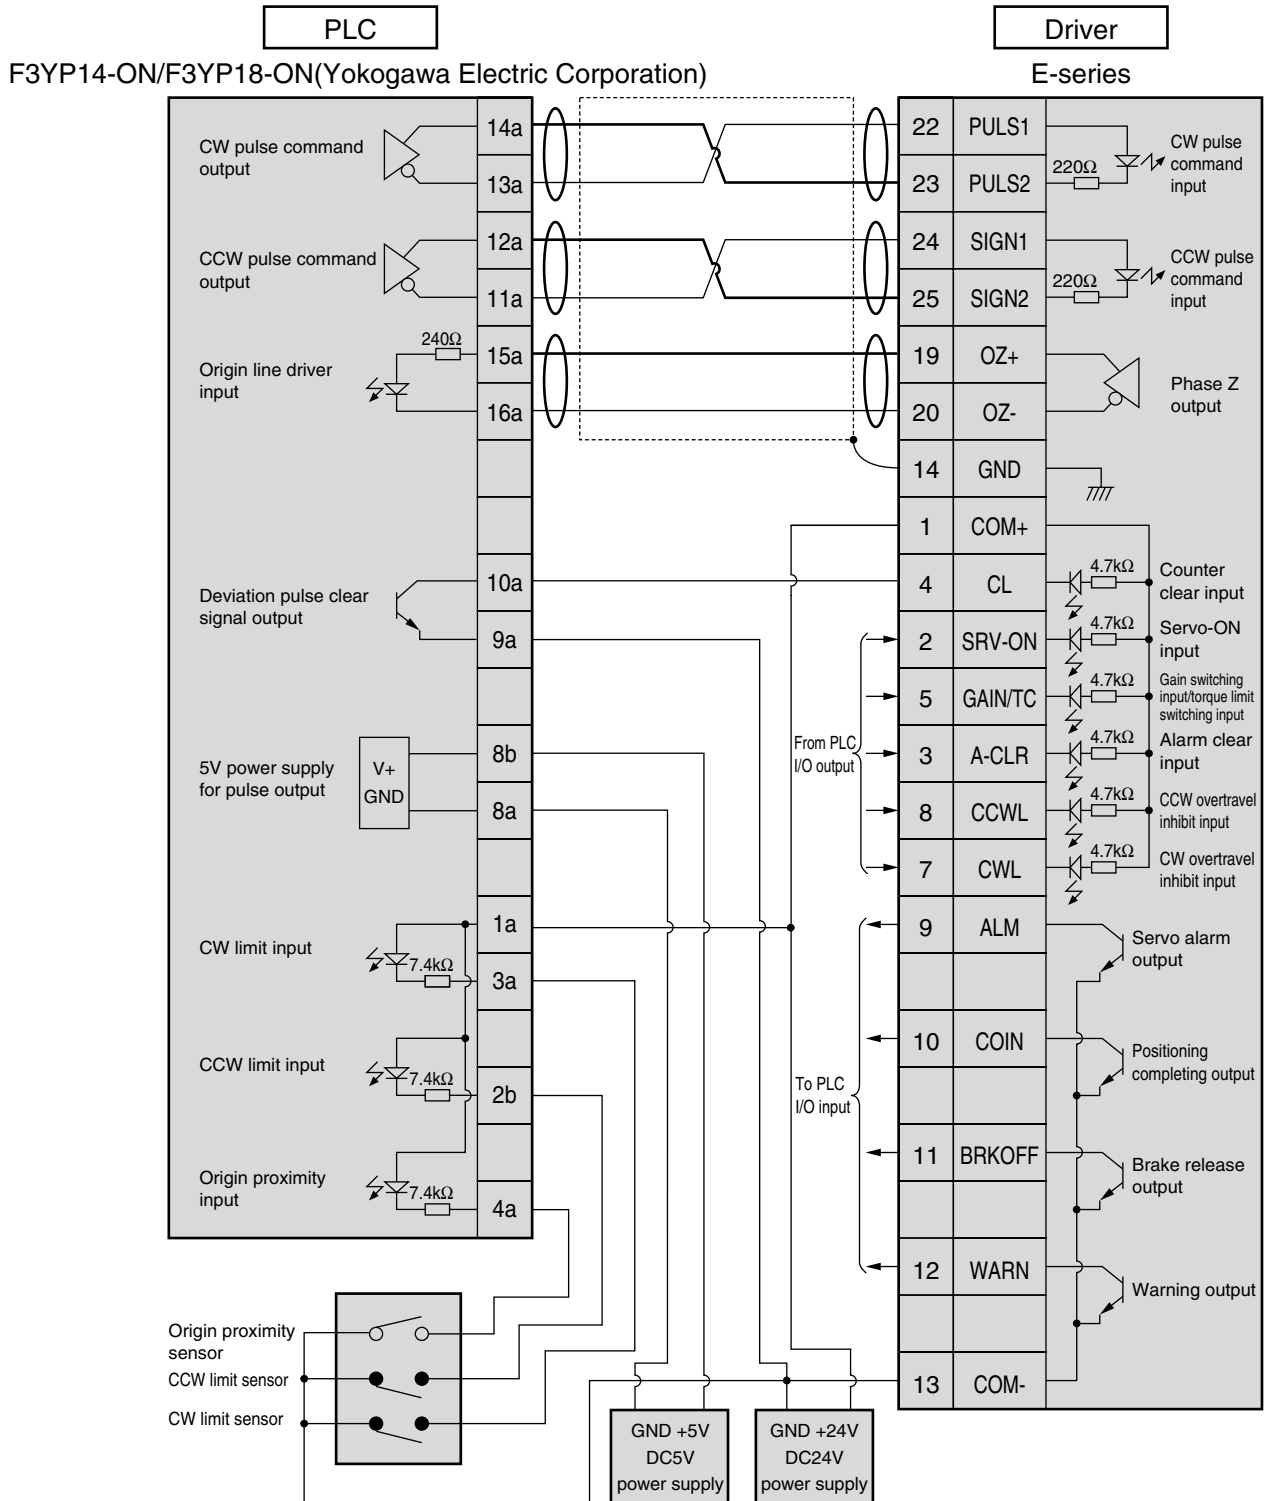 PLC
Driver
F3YP14-ON/F3YP18-ON(Yokogawa Electric Corporation)
E-series
CW pulse command
output
14a
13a
CCW pulse command
output
12a
11a
Origin line driver
input
240Ω
15a
16a
Deviation pulse clear
signal output
10a
9a
5V power supply
for pulse output
V+
GND
8b
8a
CW limit input
7.4kΩ
1a
3a
CCW limit input
7.4kΩ
2b
Origin proximity
input
7.4kΩ
4a
22 PULS1
23 PULS2
220Ω
CW pulse
command
input
24 SIGN1
25 SIGN2
220Ω
CCW pulse
command
input
19 OZ+
20 OZ-
Phase Z
output
14 GND
1 COM+
4 CL
4.7kΩ
Counter
clear input
2 SRV-ON
4.7kΩ
Servo-ON
input
5 GAIN/TC
4.7kΩ
Gain switching
input/torque limit
switching input
From PLC
I/O output
3 A-CLR
4.7kΩ
Alarm clear
input
8 CCWL
4.7kΩ
CCW overtravel
inhibit input
7 CWL
4.7kΩ
CW overtravel
inhibit input
9 ALM
Servo alarm
output
10 COIN
Positioning
completing output
To PLC
I/O input
11 BRKOFF
Brake release
output
12 WARN
Warning output
13 COM-
Origin proximity
sensor
CCW limit sensor
CW limit sensor
GND +5V
DC5V
power supply
GND +24V
DC24V
power supply